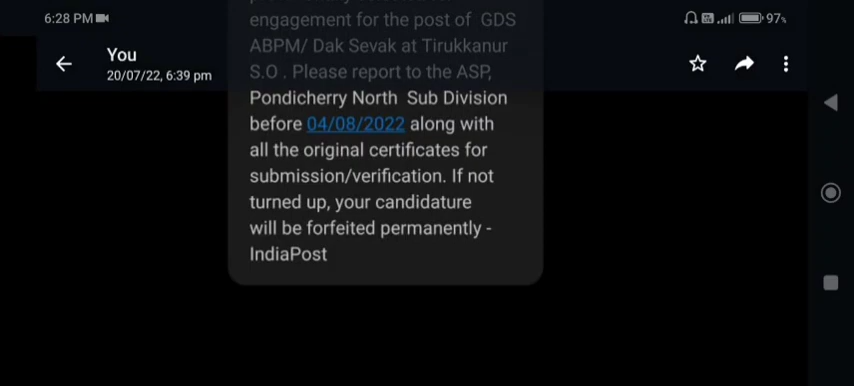 6:28 PM
97%
You
20/07/22, 6:39 pm
engagement for the post of GDS
ABPM/ Dak Sevak at Tirukkanur
S.O . Please report to the ASP,
Pondicherry North Sub Division
before 04/08/2022 along with
all the original certificates for
submission/verification. If not
turned up, your candidature
will be forfeited permanently -
IndiaPost